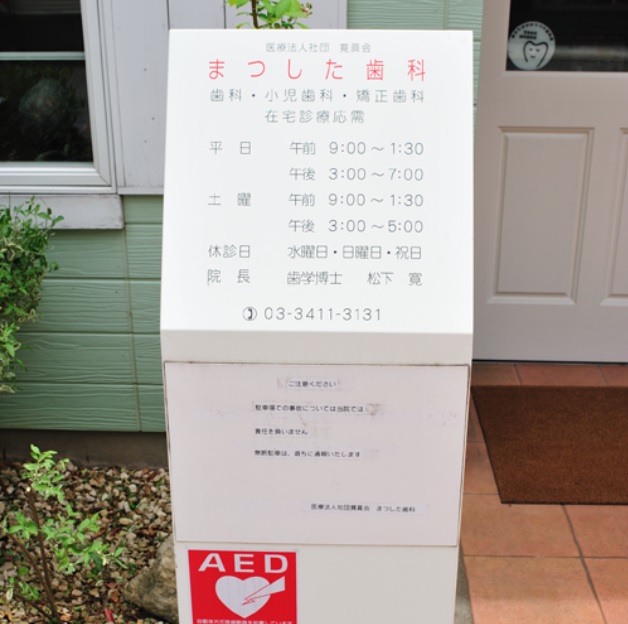 医療法人社団 寛眞会
まつした歯科
歯科・小児歯科・矯正歯科
在宅診療応需
平日 午前 9:00～1:30
午後 3:00～7:00
土曜 午前 9:00～1:30
午後 3:00～5:00
休診日 水曜日・日曜日・祝日
院長 歯学博士 松下 寛
03-3411-3131
ご注意ください
駐車場での事故については当院では
責任を負いません
無断駐車は、直ちに通報いたします
医療法人社団寛眞会 まつした歯科
AED